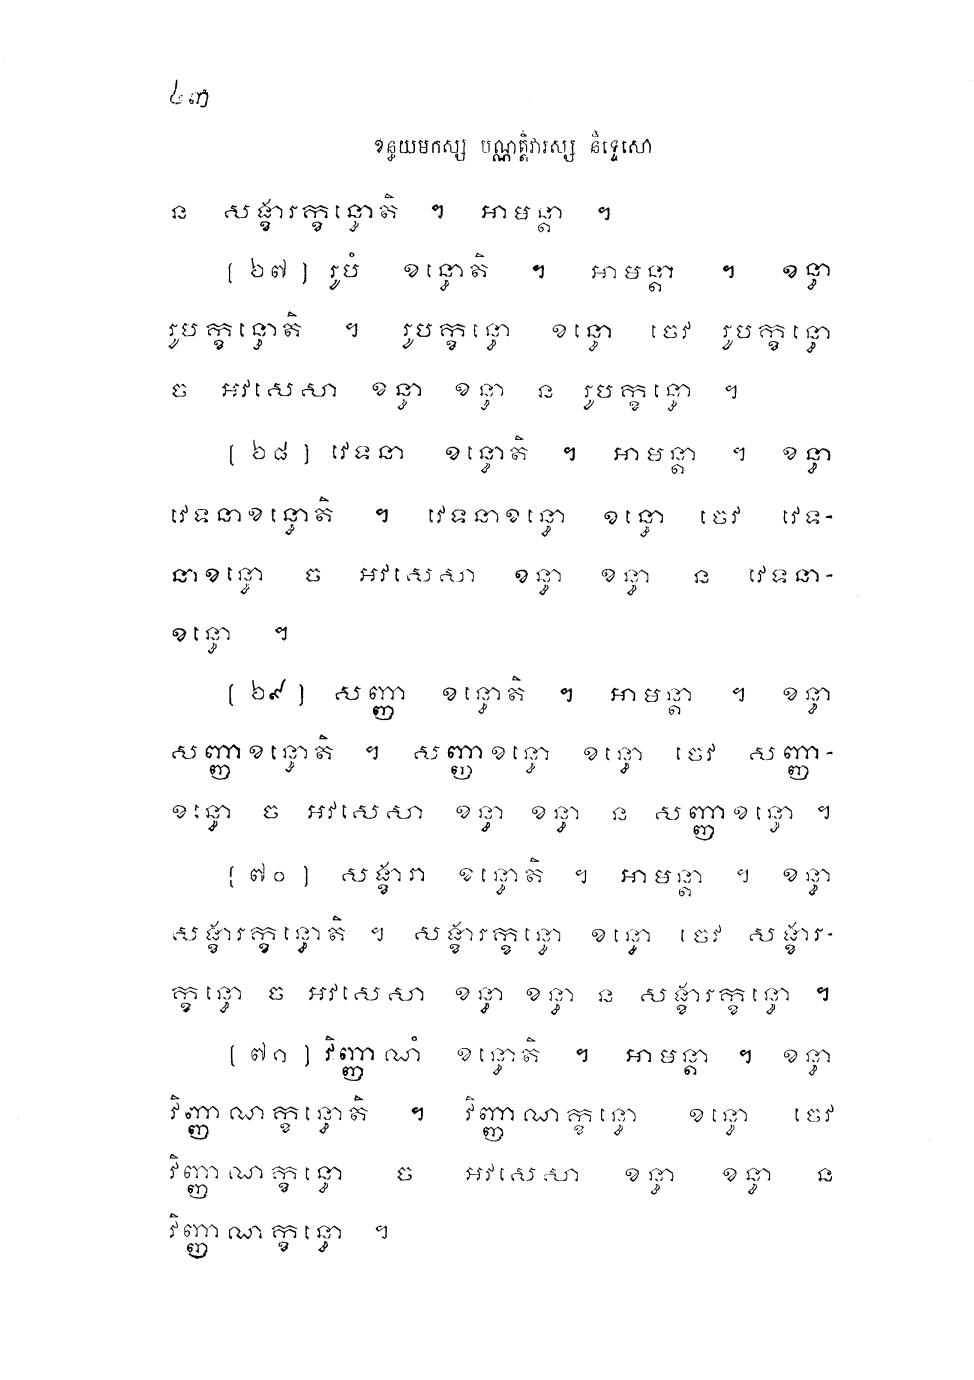 ៤៣
ខន្ធយមកស្ស បណ្ណត្តិវារស្ស និទ្ទេសោ
ន សង្ខារក្ខន្ធោតិ ។ អាមន្តា ។
[ ៦៧ ] រូបំ ខន្ធោតិ ។ អាមន្តា ។ ខន្ធា
រូបក្ខន្ធោតិ ។ រូបក្ខន្ធោ ខន្ធោ ចេវ រូបក្ខន្ធោ
ច អវសេសា ខន្ធា ខន្ធា ន រូបក្ខន្ធោ ។
[ ៦៨ ] វេទនា ខន្ធោតិ ។ អាមន្តា ។ ខន្ធា
វេទនាខន្ធោតិ ។ វេទនាខន្ធោ ខន្ធោ ចេវ វេទ-
នាខន្ធោ ច អវសេសា ខន្ធា ខន្ធា ន វេទនា-
ខន្ធោ ។
[ ៦៩ ] សញ្ញា ខន្ធោតិ ។ អាមន្តា ។ ខន្ធា
សញ្ញាខន្ធោតិ ។ សញ្ញាខន្ធោ ខន្ធោ ចេវ សញ្ញា-
ខន្ធោ ច អវសេសា ខន្ធា ខន្ធា ន សញ្ញាខន្ធោ ។
[ ៧០ ] សង្ខារា ខន្ធោតិ ។ អាមន្តា ។ ខន្ធា
សង្ខារក្ខន្ធោតិ ។ សង្ខារក្ខន្ធោ ខន្ធោ ចេវ សង្ខារ-
ក្ខន្ធោ ច អវសេសា ខន្ធា ខន្ធា ន សង្ខារក្ខន្ធោ ។
[ ៧១ ] វិញ្ញាណំ ខន្ធោតិ ។ អាមន្តា ។ ខន្ធា
វិញ្ញាណក្ខន្ធោតិ ។ វិញ្ញាណក្ខន្ធោ ខន្ធោ ចេវ
វិញ្ញាណក្ខន្ធោ ច អវសេសា ខន្ធា ខន្ធា ន
វិញ្ញាណក្ខន្ធោ ។